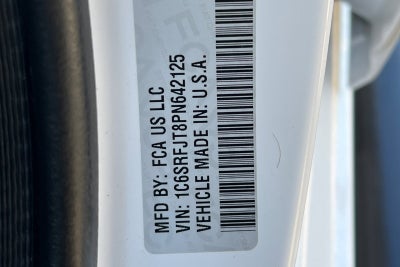 MFD BY: FCA US LLC
VIN: 1C6SRFJT8PN642125
VEHICLE MADE IN: U.S.A.